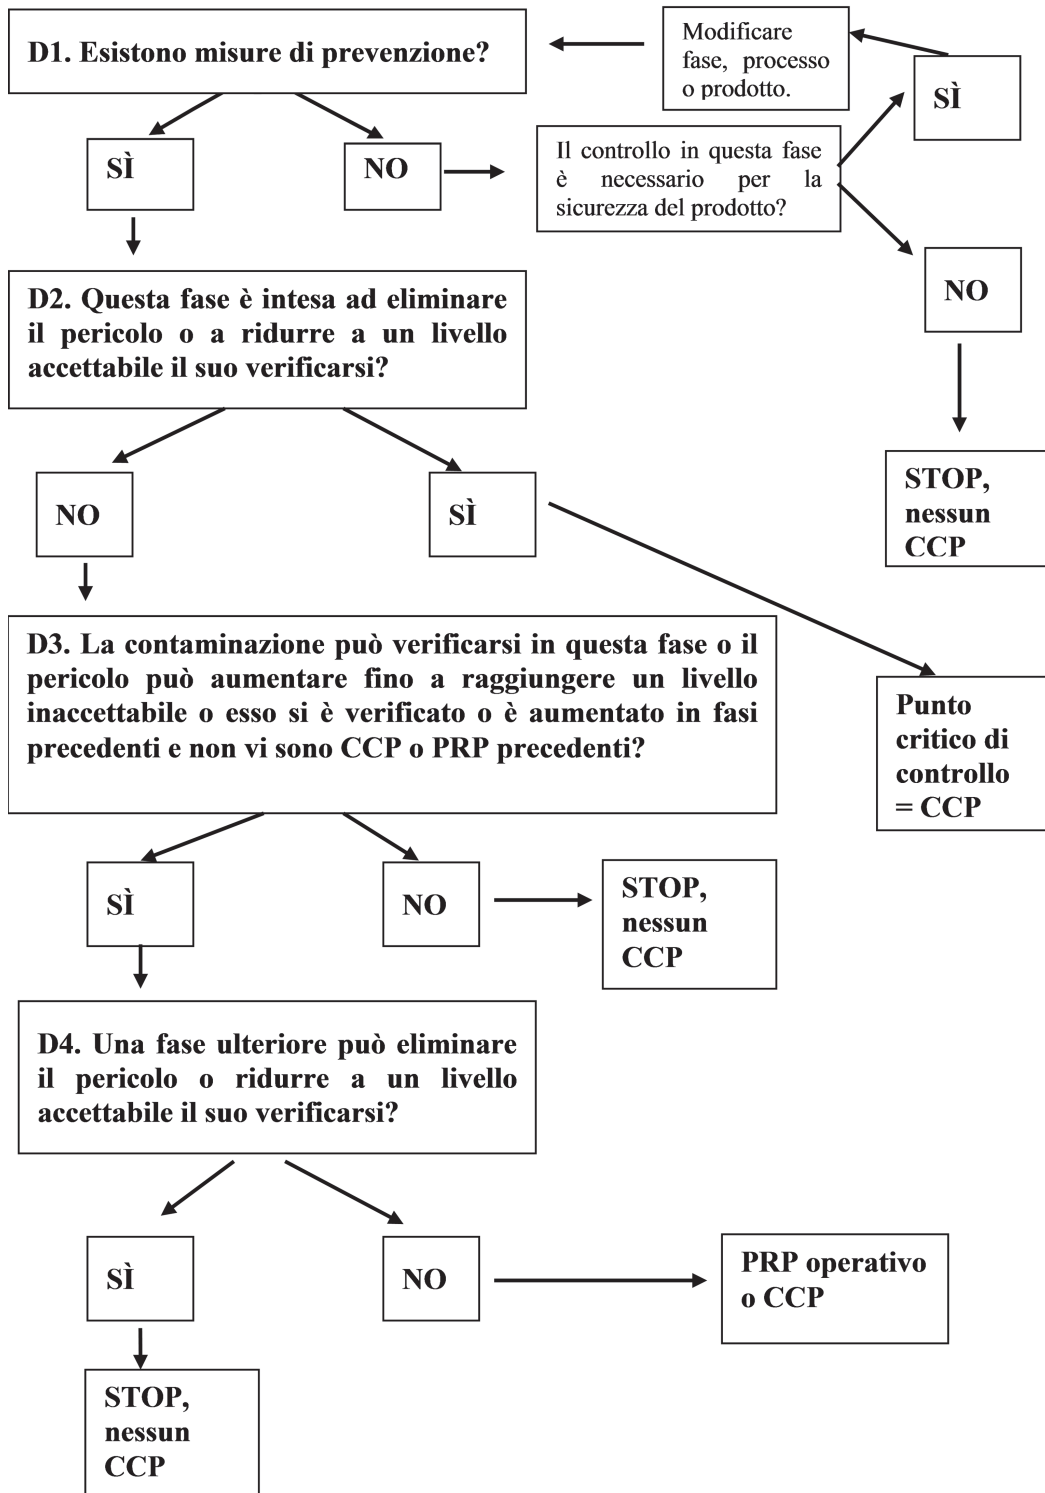 D1. Esistono misure di prevenzione?
Modificare
fase, processo
o prodotto.
SÌ
SÌ
NO
Il controllo in questa fase
è necessario per la
sicurezza del prodotto?
NO
D2. Questa fase è intesa ad eliminare
il pericolo o a ridurre a un livello
accettabile il suo verificarsi?
STOP,
nessun
CCP
NO
SÌ
D3. La contaminazione può verificarsi in questa fase o il
pericolo può aumentare fino a raggiungere un livello
inaccettabile o esso si è verificato o è aumentato in fasi
precedenti e non vi sono CCP o PRP precedenti?
Punto
critico di
controllo
= CCP
SÌ
NO
STOP,
nessun
CCP
D4. Una fase ulteriore può eliminare
il pericolo o ridurre a un livello
accettabile il suo verificarsi?
SÌ
NO
PRP operativo
o CCP
STOP,
nessun
CCP